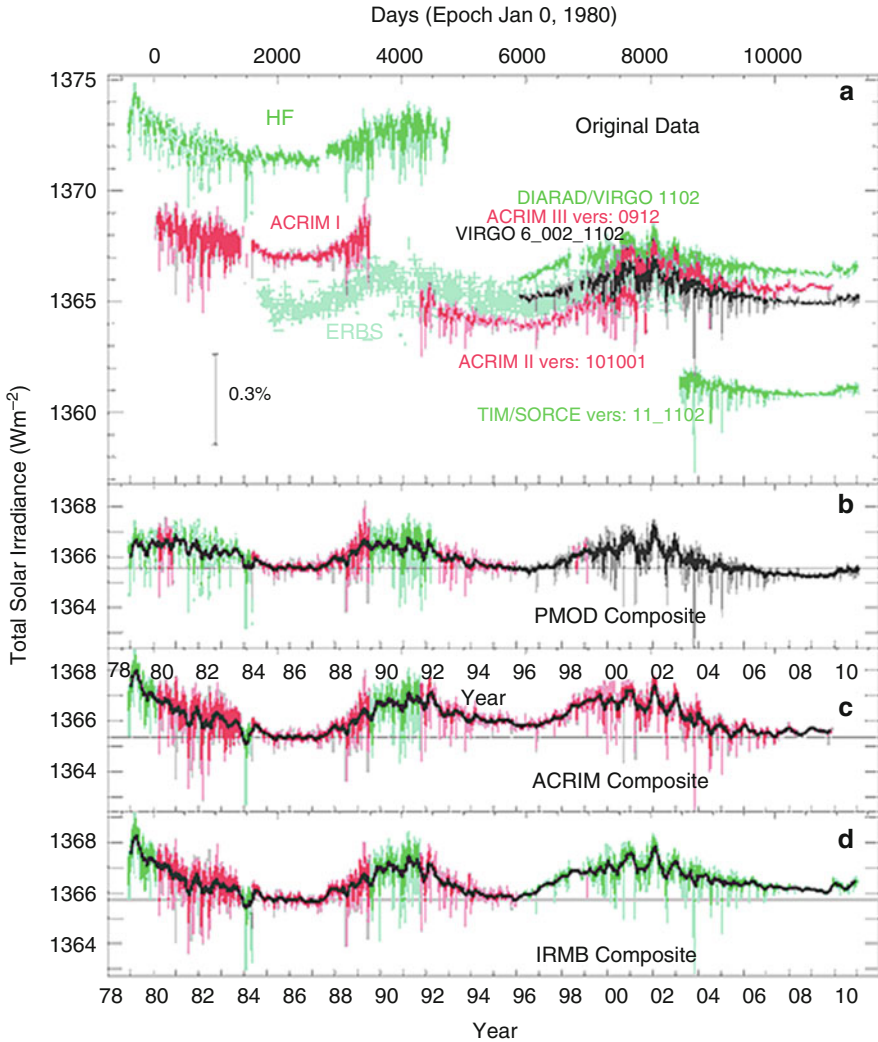 Days (Epoch Jan 0, 1980)
0 2000 4000 6000 8000 10000
1375
a
HF
Original Data
1370
DIARAD/VIRGO 1102
ACRIM I
ACRIM III vers: 0912
VIRGO 6_002_1102
1365
ERBS
ACRIM II vers: 101001
0.3%
1360
TIM/SORCE vers: 11_1102
Total Solar Irradiance (Wm−2)
1368
b
1366
1364
PMOD Composite
78 80 82 84 86 88 90 92 94 96 98 00 02 04 06 08 10
Year
1368
c
1366
1364
ACRIM Composite
1368
d
1366
1364
IRMB Composite
78 80 82 84 86 88 90 92 94 96 98 00 02 04 06 08 10
Year